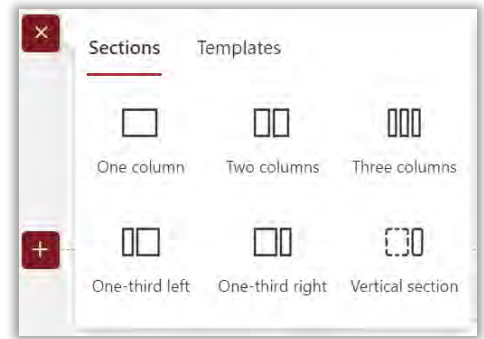 Sections Templates
One column Two columns Three columns
One-third left One-third right Vertical section